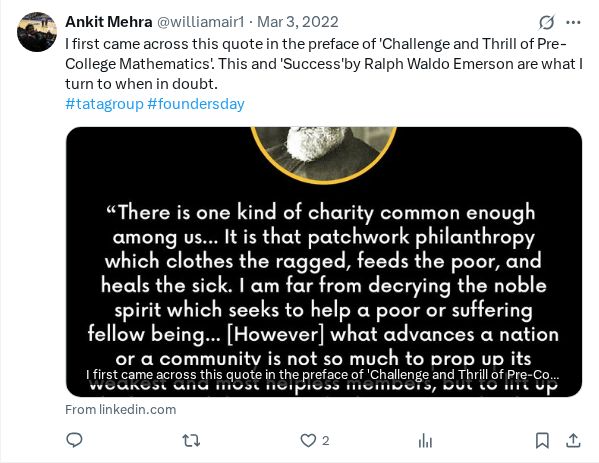 Ankit Mehra @williamair1 · Mar 3, 2022
I first came across this quote in the preface of 'Challenge and Thrill of Pre-
College Mathematics'. This and 'Success'by Ralph Waldo Emerson are what I
turn to when in doubt.
#tatagroup #foundersday
“There is one kind of charity common enough
among us... It is that patchwork philanthropy
which clothes the ragged, feeds the poor, and
heals the sick. I am far from decrying the noble
spirit which seeks to help a poor or suffering
fellow being... [However] what advances a nation
or a community is not so much to prop up its
I first came across this quote in the preface of 'Challenge and Thrill of Pre-Co...
weakest and most helpless members, but to lift up
From linkedin.com
2